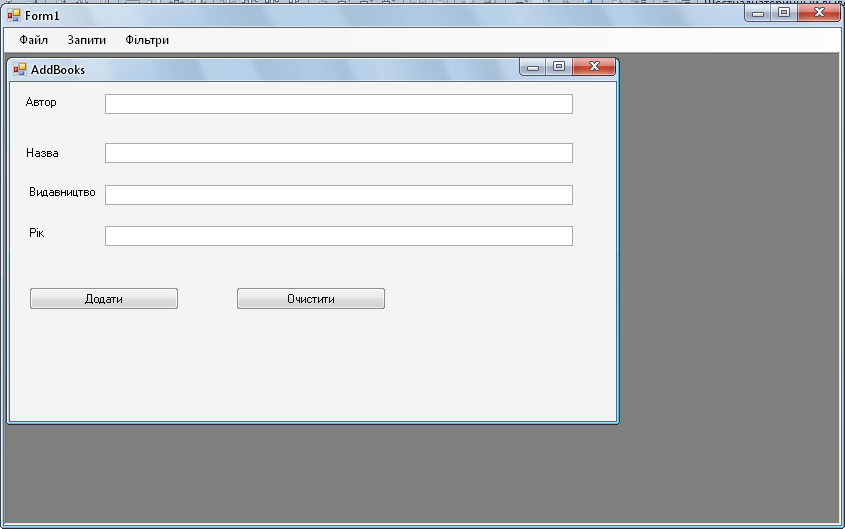 Form1
Файл Запити Фільтри
AddBooks
Автор
Назва
Видавництво
Рік
Додати Очистити